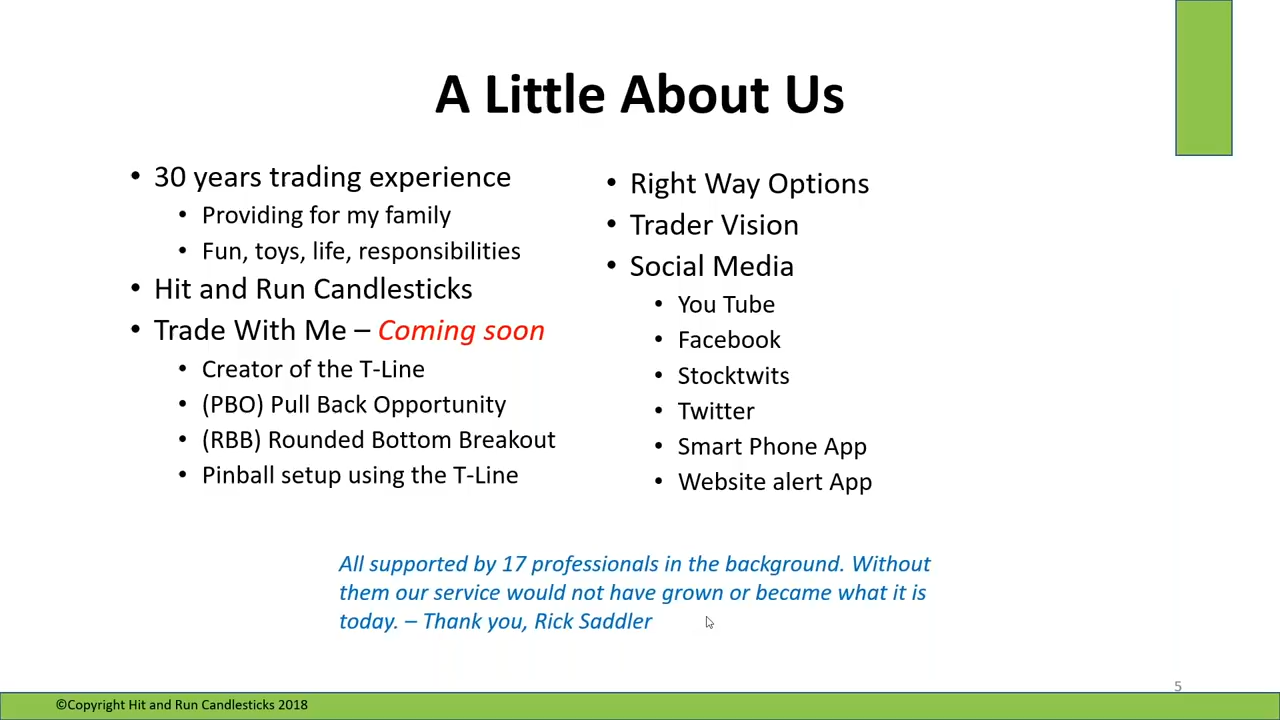 A Little About Us
• 30 years trading experience
• Providing for my family
• Fun, toys, life, responsibilities
• Hit and Run Candlesticks
• Trade With Me – Coming soon
• Creator of the T-Line
• (PBO) Pull Back Opportunity
• (RBB) Rounded Bottom Breakout
• Pinball setup using the T-Line
• Right Way Options
• Trader Vision
• Social Media
• You Tube
• Facebook
• Stocktwits
• Twitter
• Smart Phone App
• Website alert App
All supported by 17 professionals in the background. Without
them our service would not have grown or became what it is
today. – Thank you, Rick Saddler
5
©Copyright Hit and Run Candlesticks 2018